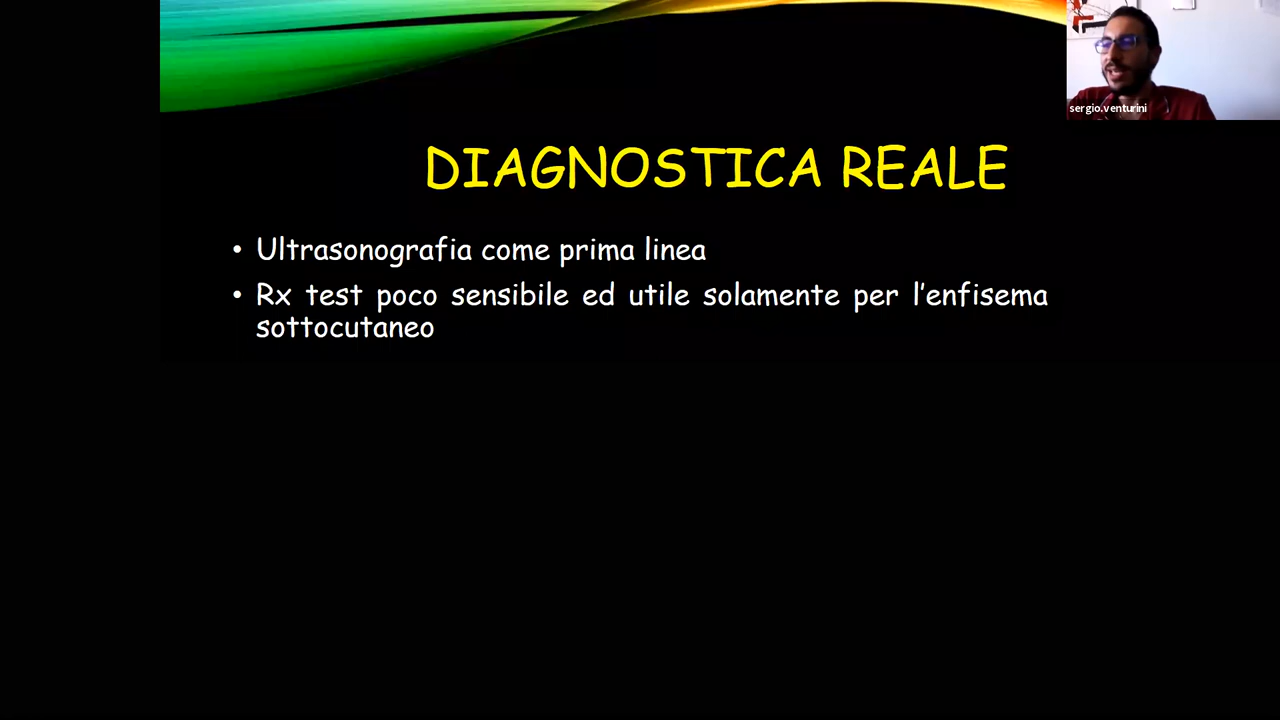 sergio.venturini
DIAGNOSTICA REALE
• Ultrasonografia come prima linea
• Rx test poco sensibile ed utile solamente per l'enfisema
sottocutaneo